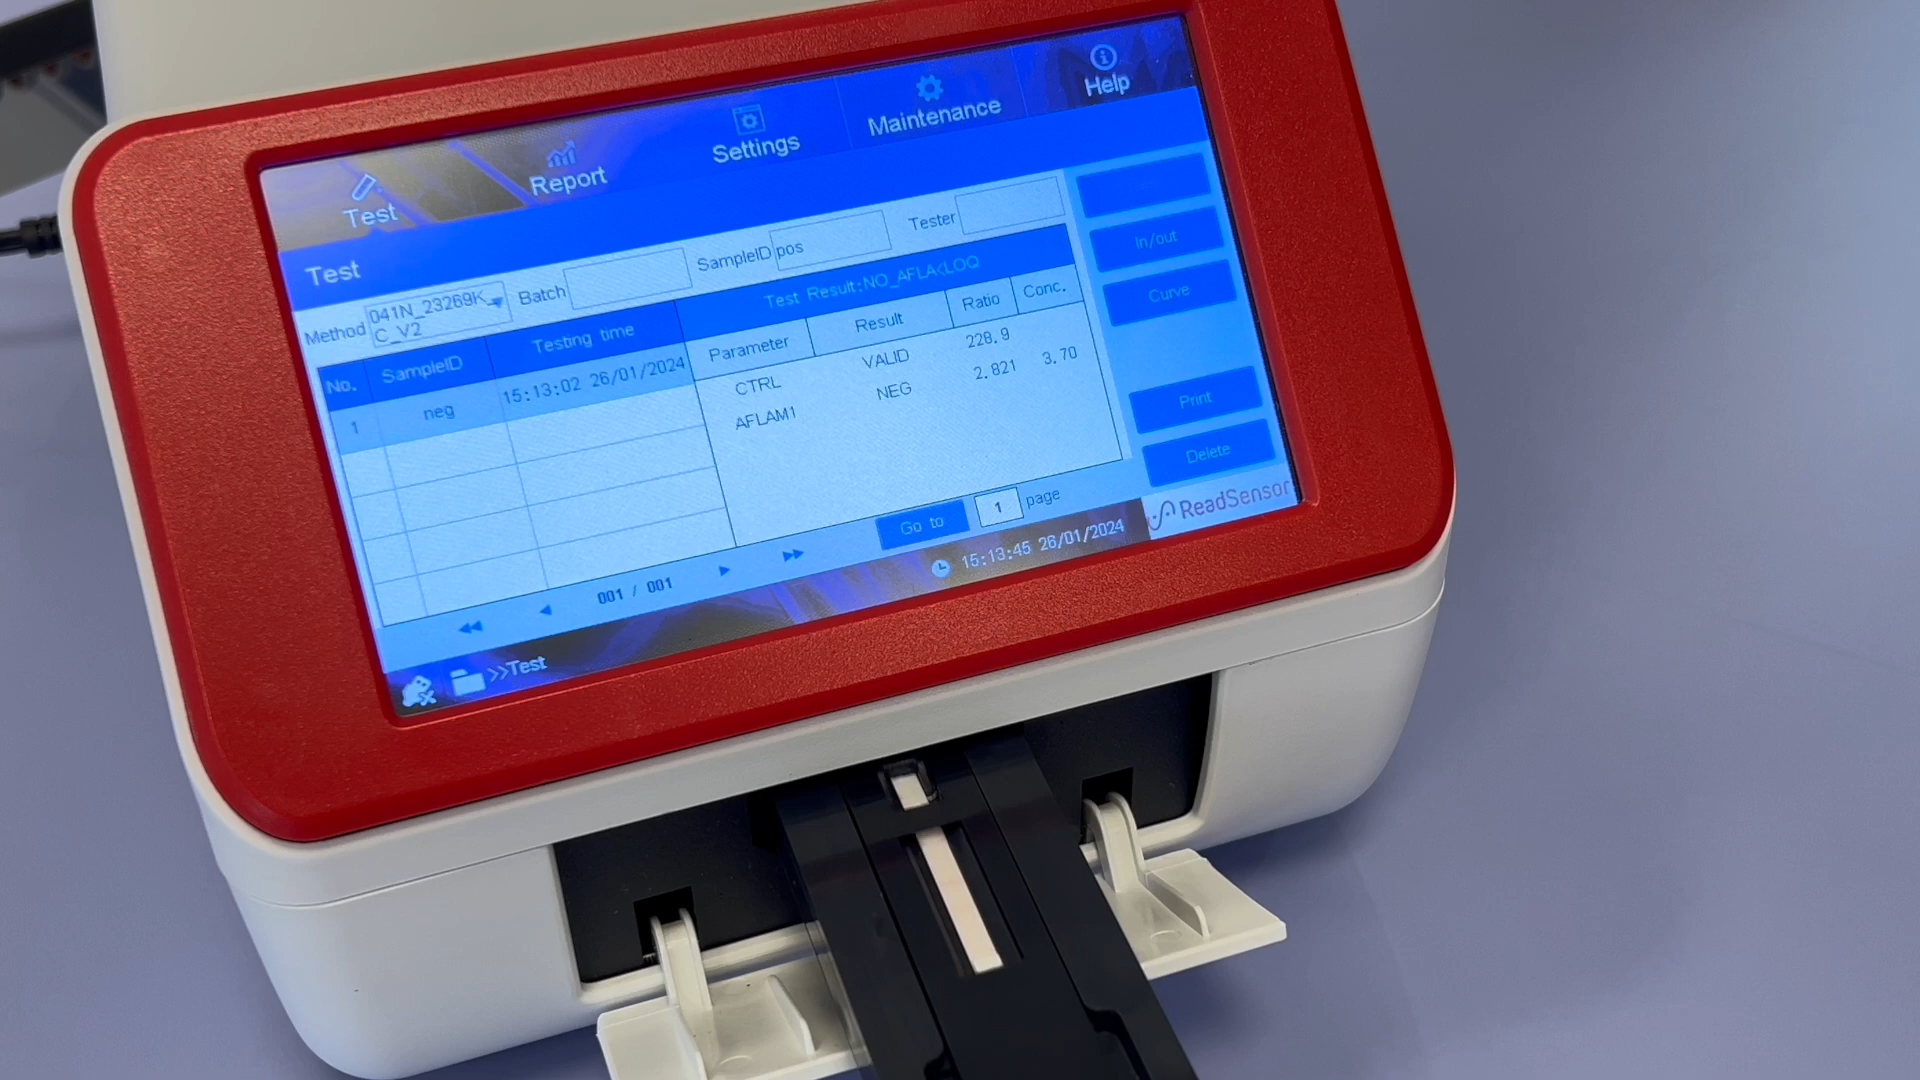 Test
Report
Settings
Maintenance
Help
Test
Method
041N_23269K
C_V2
Batch
SampleID
pos
Tester
No.
SampleID
Testing time
1
neg
15:13:02 26/01/2024
Test Result:NO_AFLA<LOQ
Parameter
Result
Ratio
Conc.
CTRL
VALID
228.9
AFLAM1
NEG
2.821
3.70
In/out
Curve
Print
Delete
001 / 001
Go to
1
page
15:13:45 26/01/2024
ReadSensor
>>Test